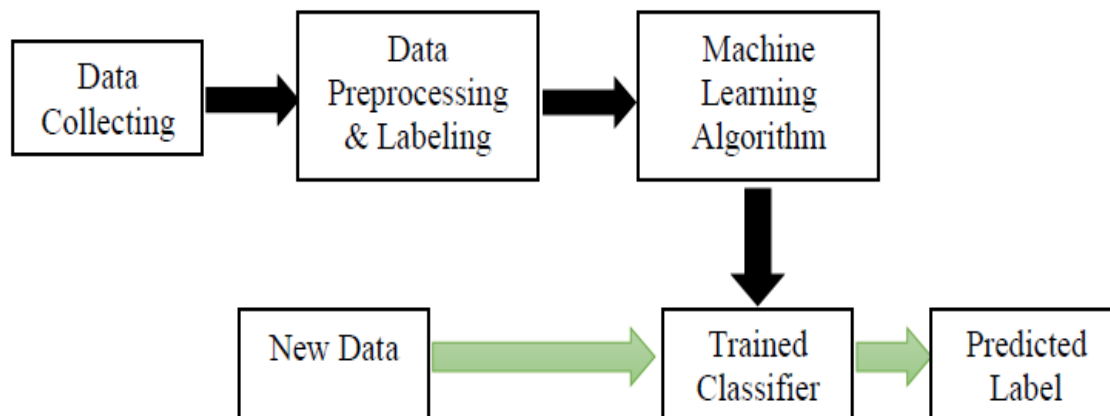 Data
Collecting
Data
Preprocessing
& Labeling
Machine
Learning
Algorithm
New Data
Trained
Classifier
Predicted
Label